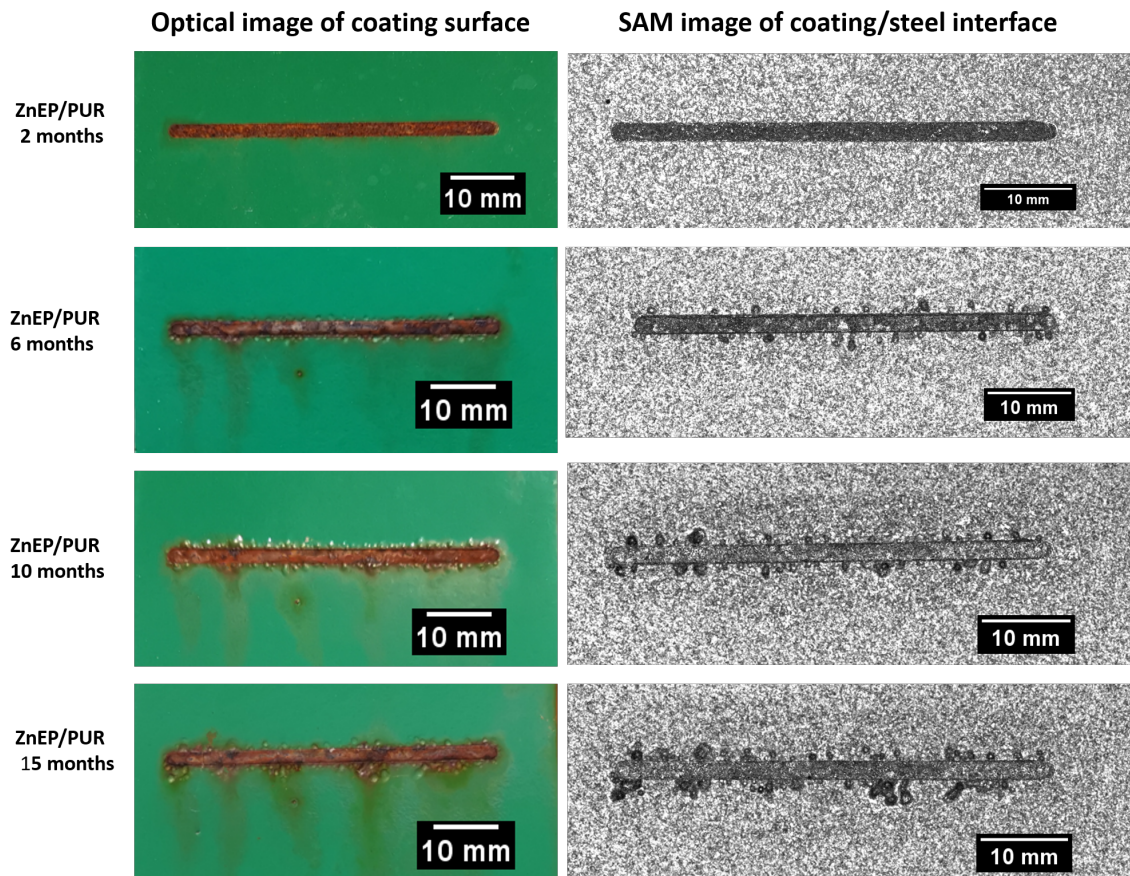 Optical image of coating surface
SAM image of coating/steel interface
ZnEP/PUR
2 months
10 mm
10 mm
ZnEP/PUR
6 months
10 mm
10 mm
ZnEP/PUR
10 months
10 mm
10 mm
ZnEP/PUR
15 months
10 mm
10 mm